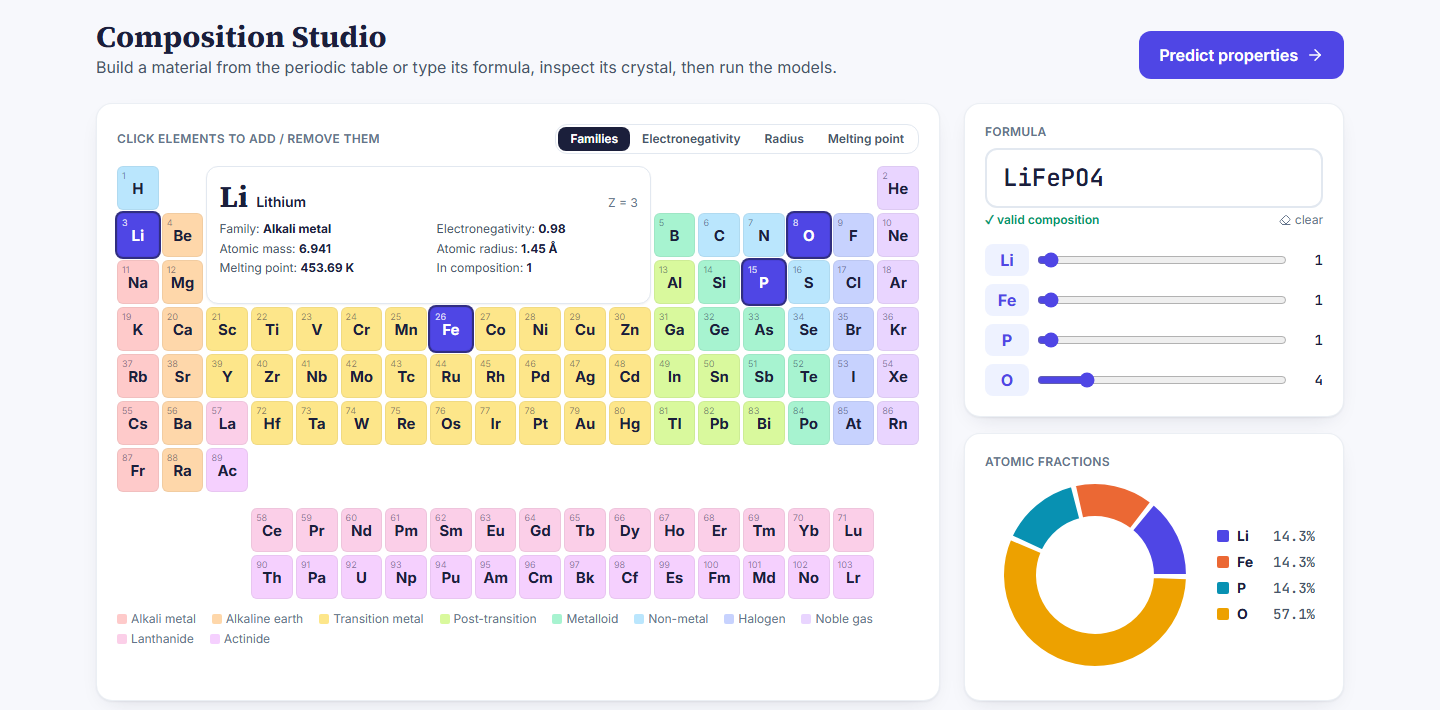 Composition Studio
Build a material from the periodic table or type its formula, inspect its crystal, then run the models.
Predict properties →
CLICK ELEMENTS TO ADD / REMOVE THEM
Families Electronegativity Radius Melting point
1 H
2 He
Li Lithium Z = 3
Family: Alkali metal Electronegativity: 0.98
Atomic mass: 6.941 Atomic radius: 1.45 Å
Melting point: 453.69 K In composition: 1
3 Li 4 Be 5 B 6 C 7 N 8 O 9 F 10 Ne
11 Na 12 Mg 13 Al 14 Si 15 P 16 S 17 Cl 18 Ar
19 K 20 Ca 21 Sc 22 Ti 23 V 24 Cr 25 Mn 26 Fe 27 Co 28 Ni 29 Cu 30 Zn 31 Ga 32 Ge 33 As 34 Se 35 Br 36 Kr
37 Rb 38 Sr 39 Y 40 Zr 41 Nb 42 Mo 43 Tc 44 Ru 45 Rh 46 Pd 47 Ag 48 Cd 49 In 50 Sn 51 Sb 52 Te 53 I 54 Xe
55 Cs 56 Ba 57 La 72 Hf 73 Ta 74 W 75 Re 76 Os 77 Ir 78 Pt 79 Au 80 Hg 81 Tl 82 Pb 83 Bi 84 Po 85 At 86 Rn
87 Fr 88 Ra 89 Ac
58 Ce 59 Pr 60 Nd 61 Pm 62 Sm 63 Eu 64 Gd 65 Tb 66 Dy 67 Ho 68 Er 69 Tm 70 Yb 71 Lu
90 Th 91 Pa 92 U 93 Np 94 Pu 95 Am 96 Cm 97 Bk 98 Cf 99 Es 100 Fm 101 Md 102 No 103 Lr
Alkali metal Alkaline earth Transition metal Post-transition Metalloid Non-metal Halogen Noble gas
Lanthanide Actinide
FORMULA
LiFePO4
✓ valid composition clear
Li 1
Fe 1
P 1
O 4
ATOMIC FRACTIONS
Li 14.3%
Fe 14.3%
P 14.3%
O 57.1%